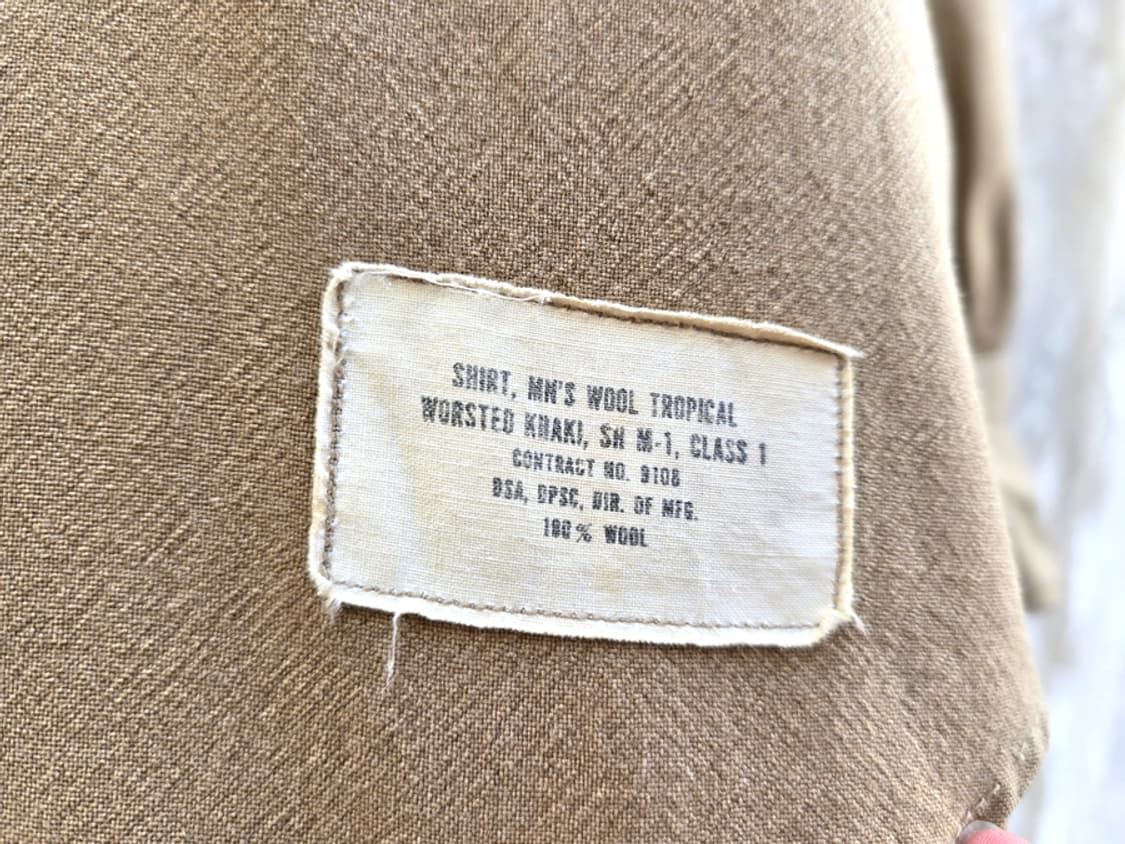 SHIRT, MN'S WOOL TROPICAL
WORSTED KHAKI, SH M-1, CLASS 1
CONTRACT NO. 9108
DSA, DPSC, DIR. OF MFG.
100% WOOL